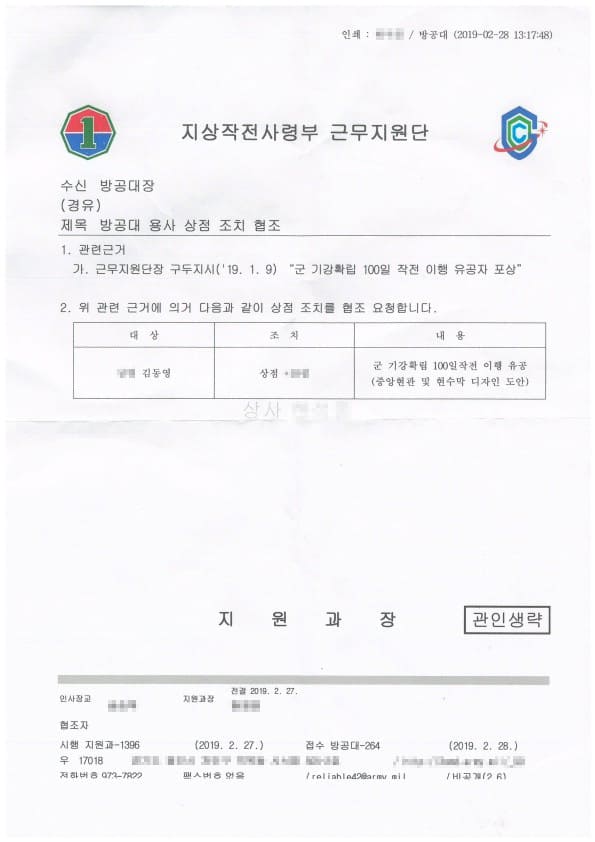 인쇄 : / 방공대 (2019-02-28 13:17:48)
1
지상작전사령부 근무지원단
수신 방공대장
(경유)
제목 방공대 용사 상점 조치 협조
1. 관련근거
가. 근무지원단장 구두지시('19. 1. 9) "군 기강확립 100일 작전 이행 유공자 포상"
2. 위 관련 근거에 의거 다음과 같이 상점 조치를 협조 요청합니다.
대 상 조 치 내 용
김동영 상점 군 기강확립 100일작전 이행 유공
(중앙현관 및 현수막 디자인 도안)
상사
지 원 과 장 관인생략
전결 2019. 2. 27.
인사장교 지원과장
협조자
시행 지원과-1396 (2019. 2. 27.) 접수 방공대-264 (2019. 2. 28.)
우 17018 /
전화번호 973-7822 팩스번호 없음 /reliable42@army.mil /비공개(2,6)